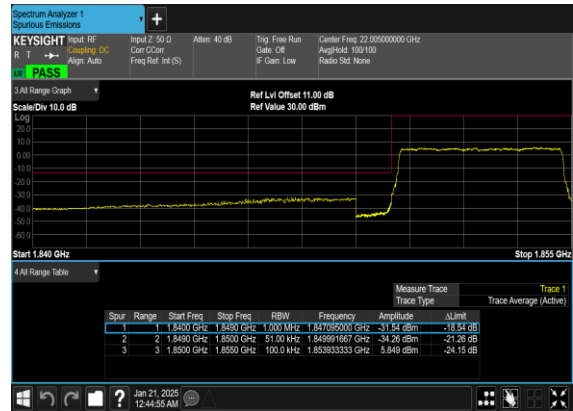 Spectrum Analyzer 1
Spurious Emissions
KEYSIGHT
R T
LW PASS
Input: RF
Coupling: DC
Align: Auto
Input Z: 50 Ω
Corr CCorr
Freq Ref: Int (S)
Atten: 40 dB
Trig: Free Run
Gate: Off
IF Gain: Low
Center Freq: 22.005000000 GHz
Avg|Hold: 100/100
Radio Std: None
3 All Range Graph
Scale/Div 10.0 dB
Ref Lvl Offset 11.00 dB
Ref Value 30.00 dBm
Log
20.0
10.0
0.00
-10.0
-20.0
-30.0
-40.0
-50.0
-60.0
Start 1.840 GHz Stop 1.855 GHz
4 All Range Table
Measure Trace Trace 1
Trace Type Trace Average (Active)
Spur Range Start Freq Stop Freq RBW Frequency Amplitude ΔLimit
1 1 1.8400 GHz 1.8490 GHz 1.000 MHz 1.847095000 GHz -31.54 dBm -18.54 dB
2 2 1.8490 GHz 1.8500 GHz 51.00 kHz 1.849991667 GHz -34.26 dBm -21.26 dB
3 3 1.8500 GHz 1.8550 GHz 100.0 kHz 1.853933333 GHz 5.849 dBm -24.15 dB
?
Jan 21, 2025
12:44:55 AM